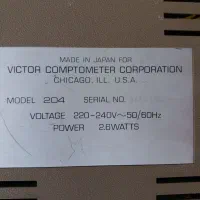 MADE IN JAPAN FOR
VICTOR COMPTOMETER CORPORATION
CHICAGO, ILL. U.S.A.
MODEL 204 SERIAL NO.
VOLTAGE 220-240V~50/60Hz
POWER 2.6WATTS